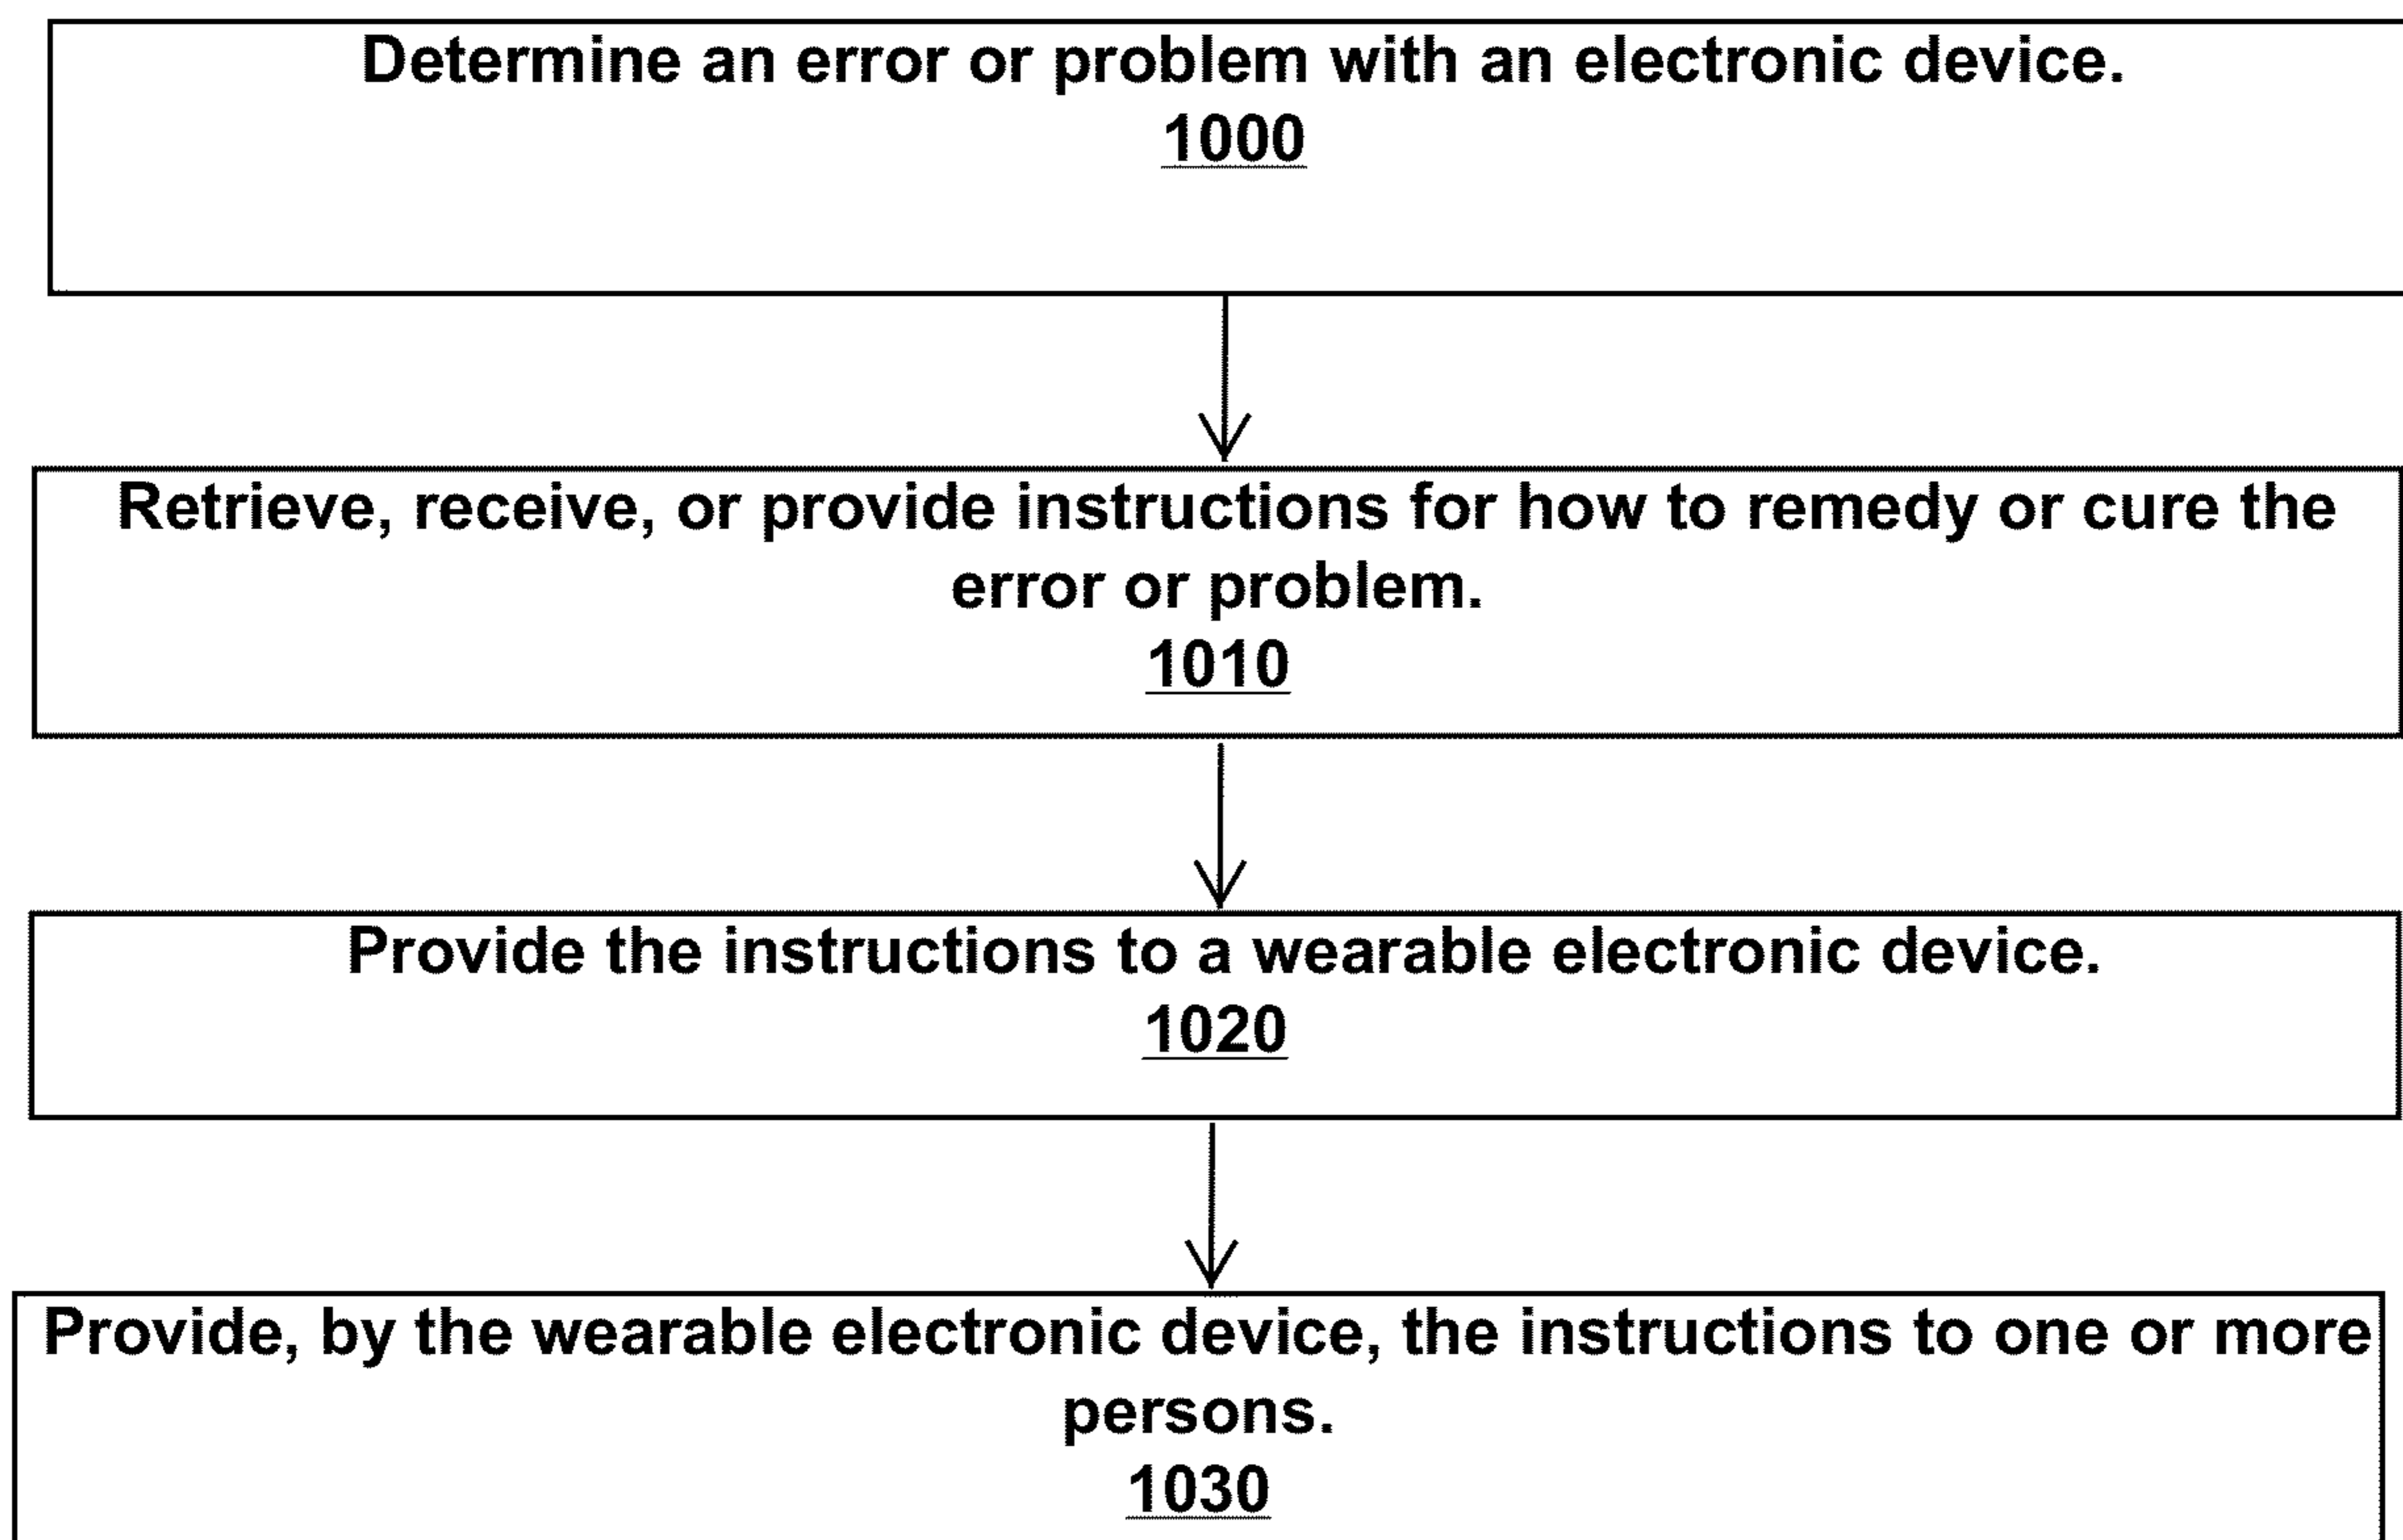 Determine an error or problem with an electronic device.
1000
Retrieve, receive, or provide instructions for how to remedy or cure the
error or problem.
1010
Provide the instructions to a wearable electronic device.
1020
Provide, by the wearable electronic device, the instructions to one or more
persons.
1030